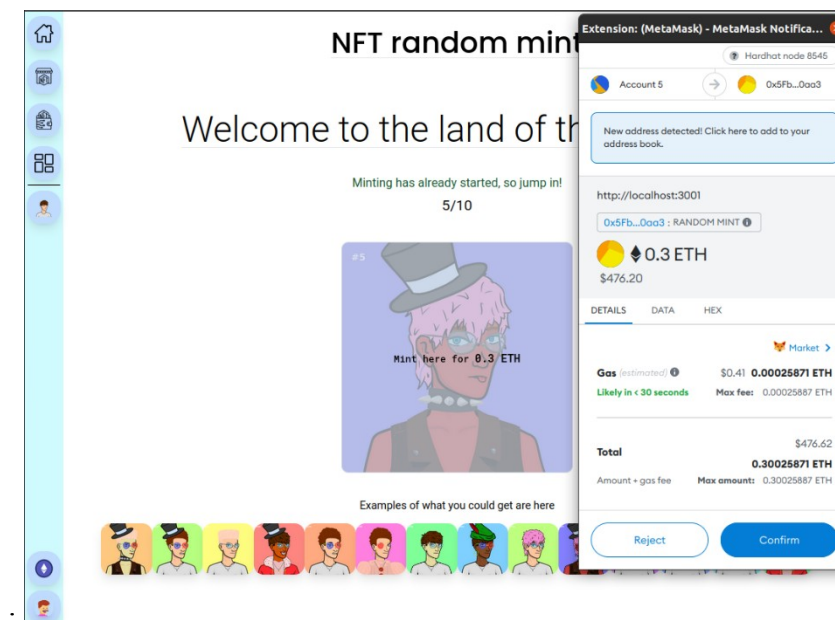 NFT random mint
Welcome to the land of th
Minting has already started, so jump in!
5/10
#5
Mint here for 0.3 ETH
Examples of what you could get are here
Extension: (MetaMask) - MetaMask Notifica...
Hardhat node 8545
Account 5
0x5Fb...0aa3
New address detected! Click here to add to your
address book.
http://localhost:3001
0x5Fb...0aa3 : RANDOM MINT
0.3 ETH
$476.20
DETAILS DATA HEX
Market >
Gas (estimated) $0.41 0.00025871 ETH
Likely in < 30 seconds Max fee: 0.00025887 ETH
Total $476.62
0.30025871 ETH
Amount + gas fee Max amount: 0.30025887 ETH
Reject Confirm